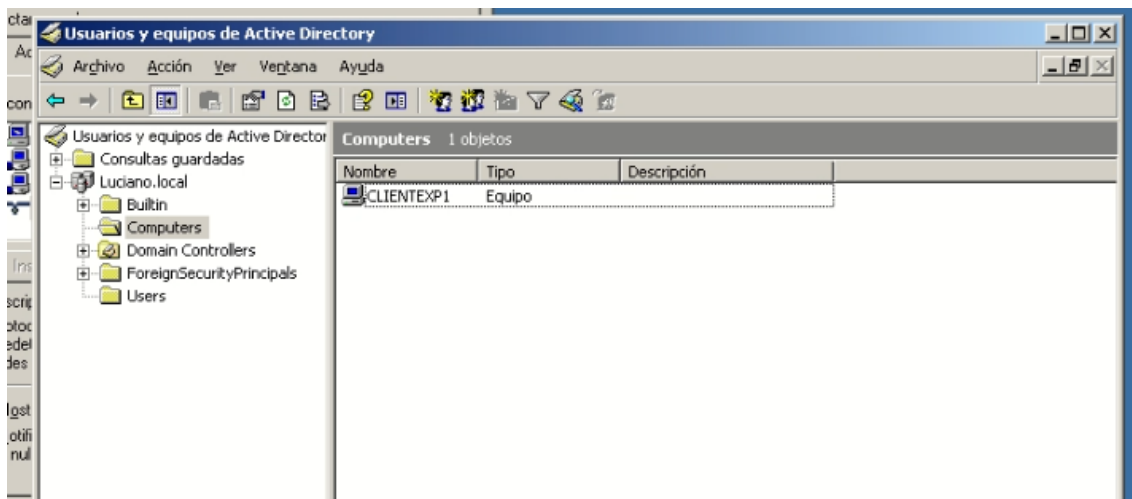 Usuarios y equipos de Active Directory
Archivo Acción Ver Ventana Ayuda
Usuarios y equipos de Active Director
Consultas guardadas
Luciano.local
Builtin
Computers
Domain Controllers
ForeignSecurityPrincipals
Users
Computers 1 objetos
Nombre Tipo Descripción
CLIENTEXP1 Equipo